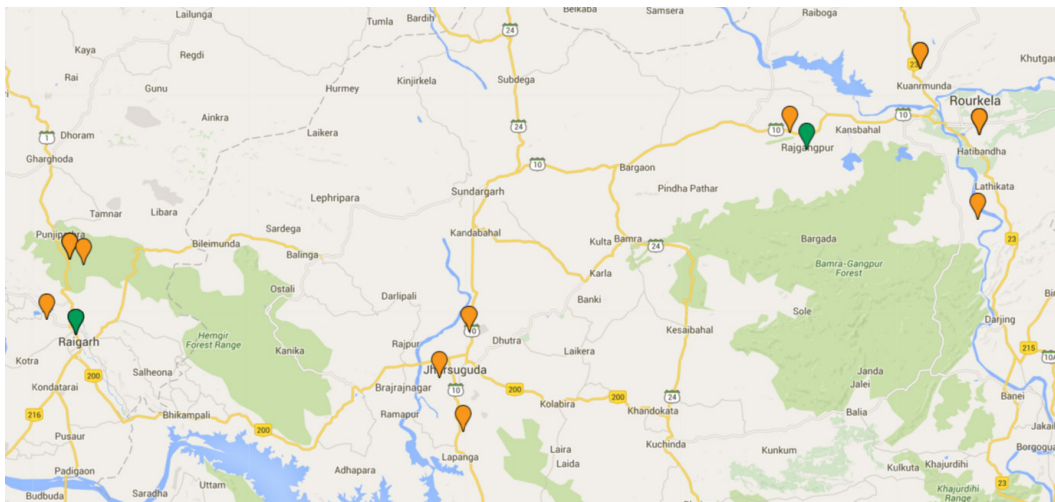 Lailunga
Tumla
Bardih
Belkaba
Samsera
Raiboga
Kaya
Regdi
24
23
Khutgar
Rai
Gunu
Hurmey
Kinjirkela
Subdega
Kuanrmunda
Rourkela
Ainkra
1
Dhoram
Laikera
24
10
Kansbahal
10
Hatibandha
Gharghoda
Rajgangpur
10
Bargaon
Lephripara
Sundargarh
Pindha Pathar
Lathikata
Tamnar
Libara
Sardega
Kandabahal
Kulta
Bamra
24
Bargada
23
Bileimunda
Balinga
Karla
Bamra-Gangpur
Forest
Ostali
Darlipali
Banki
Sole
Darjing
Hemgir
Forest Range
10
Dhutra
Kesaibahal
Raigarh
Kotra
Kanika
Rajpur
Laikera
215
10A
200
Salheona
Jharsuguda
Janda
Jalei
Kondatarai
Brajrajnagar
10
200
24
Banei
216
Bhikampali
200
Ramapur
Kolabira
Khandokata
Balia
Pusaur
Laira
Kuchinda
Kunkum
Lapanga
Laida
Borgogua
Padigaon
Adhapara
Kulkuta
Khajurdihi
Uttam
Budbuda
Saradha
23
Khajurdihi
Range